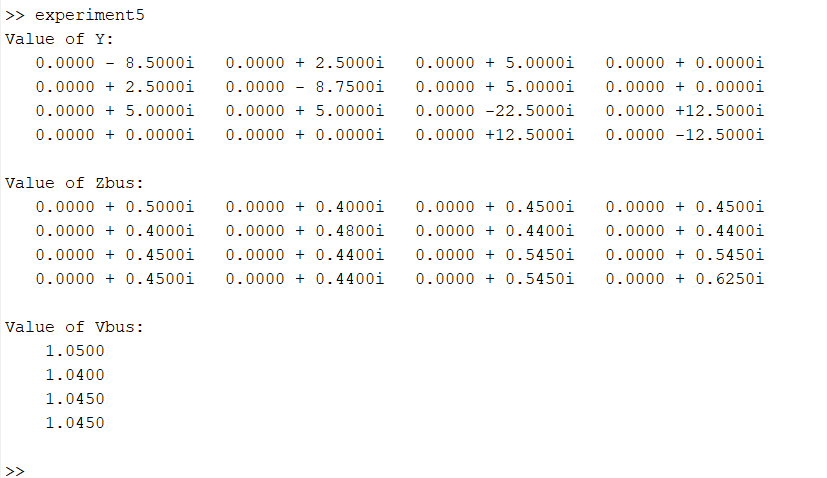 >> experiment5
Value of Y:
0.0000 - 8.5000i 0.0000 + 2.5000i 0.0000 + 5.0000i 0.0000 + 0.0000i
0.0000 + 2.5000i 0.0000 - 8.7500i 0.0000 + 5.0000i 0.0000 + 0.0000i
0.0000 + 5.0000i 0.0000 + 5.0000i 0.0000 -22.5000i 0.0000 +12.5000i
0.0000 + 0.0000i 0.0000 + 0.0000i 0.0000 +12.5000i 0.0000 -12.5000i
Value of Zbus:
0.0000 + 0.5000i 0.0000 + 0.4000i 0.0000 + 0.4500i 0.0000 + 0.4500i
0.0000 + 0.4000i 0.0000 + 0.4800i 0.0000 + 0.4400i 0.0000 + 0.4400i
0.0000 + 0.4500i 0.0000 + 0.4400i 0.0000 + 0.5450i 0.0000 + 0.5450i
0.0000 + 0.4500i 0.0000 + 0.4400i 0.0000 + 0.5450i 0.0000 + 0.6250i
Value of Vbus:
1.0500
1.0400
1.0450
1.0450
>>